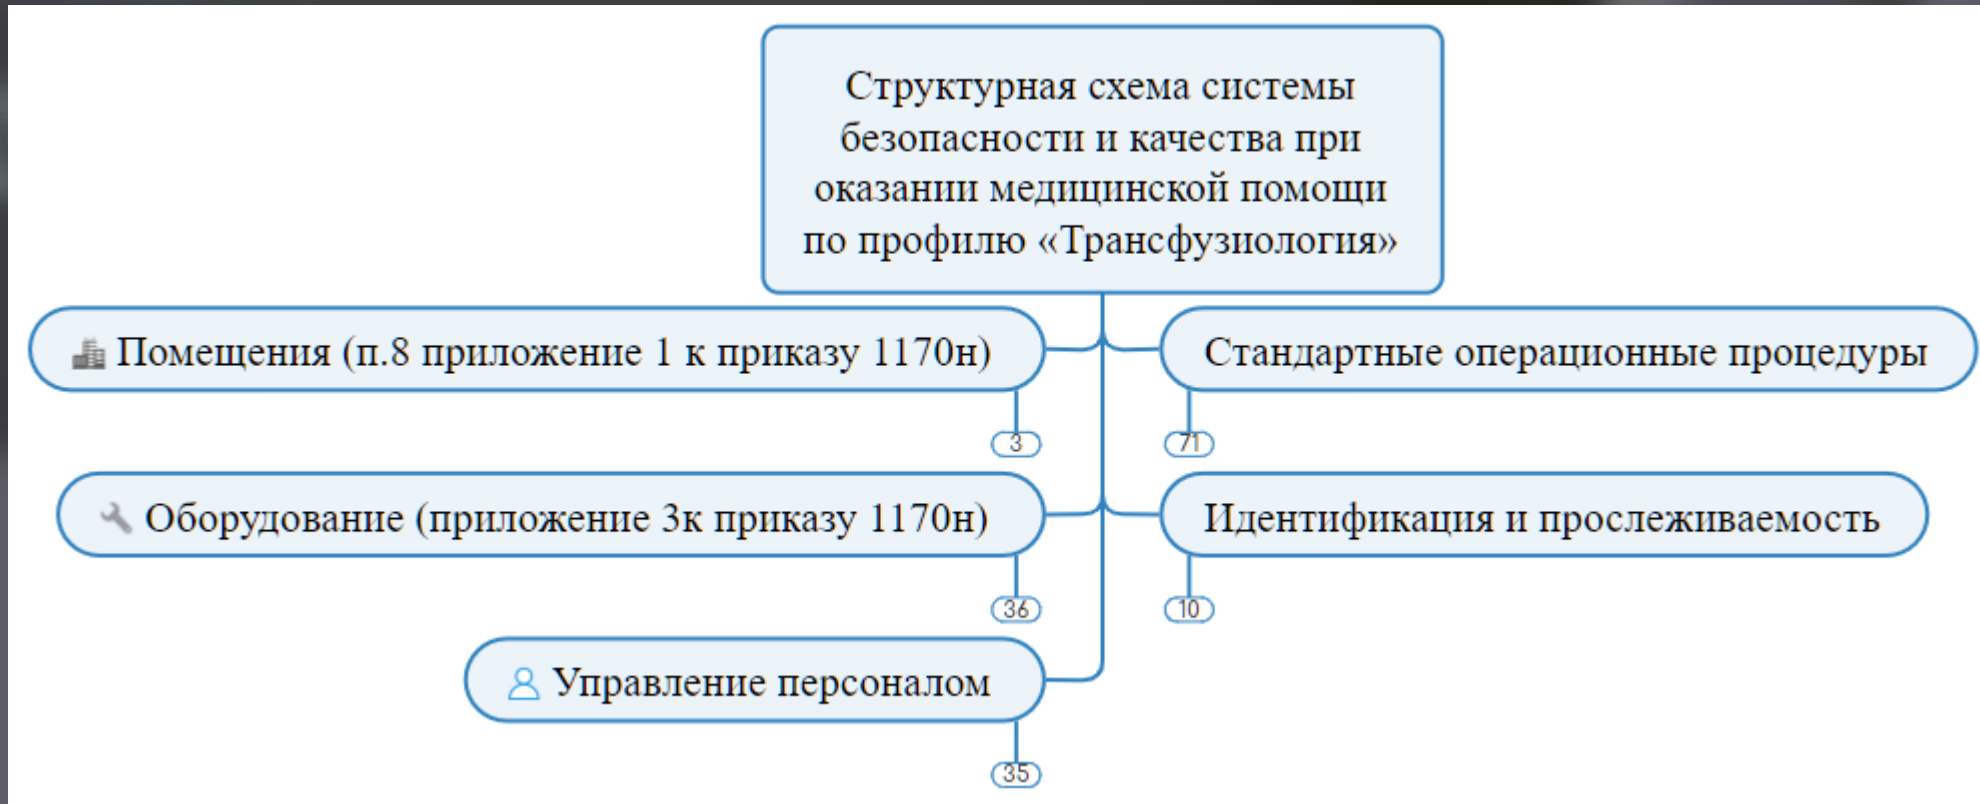 Структурная схема системы
безопасности и качества при
оказании медицинской помощи
по профилю «Трансфузиология»
Помещения (п.8 приложение 1 к приказу 1170н)
3
Стандартные операционные процедуры
71
Оборудование (приложение 3к приказу 1170н)
36
Идентификация и прослеживаемость
10
Управление персоналом
35